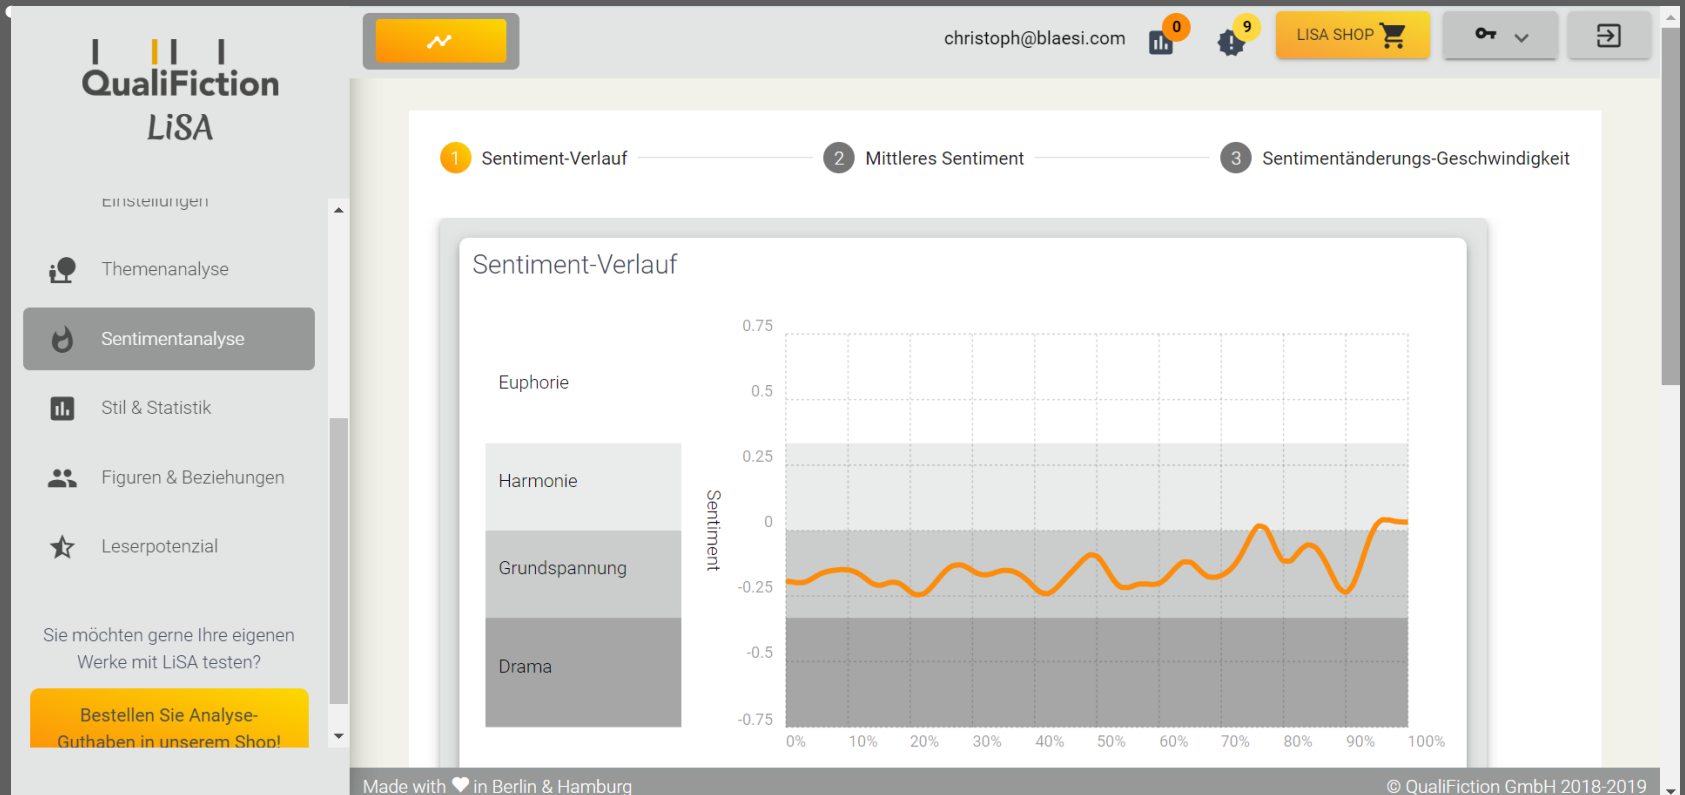 QualiFiction
LiSA
christoph@blaesi.com
0
9
LISA SHOP
Einstellungen
Themenanalyse
Sentimentanalyse
Stil & Statistik
Figuren & Beziehungen
Leserpotenzial
Sie möchten gerne Ihre eigenen
Werke mit LiSA testen?
Bestellen Sie Analyse-
Guthaben in unserem Shop!
1 Sentiment-Verlauf
2 Mittleres Sentiment
3 Sentimentänderungs-Geschwindigkeit
Sentiment-Verlauf
Euphorie
Harmonie
Grundspannung
Drama
Sentiment
0.75
0.5
0.25
0
-0.25
-0.5
-0.75
0% 10% 20% 30% 40% 50% 60% 70% 80% 90% 100%
Made with in Berlin & Hamburg
© QualiFiction GmbH 2018-2019